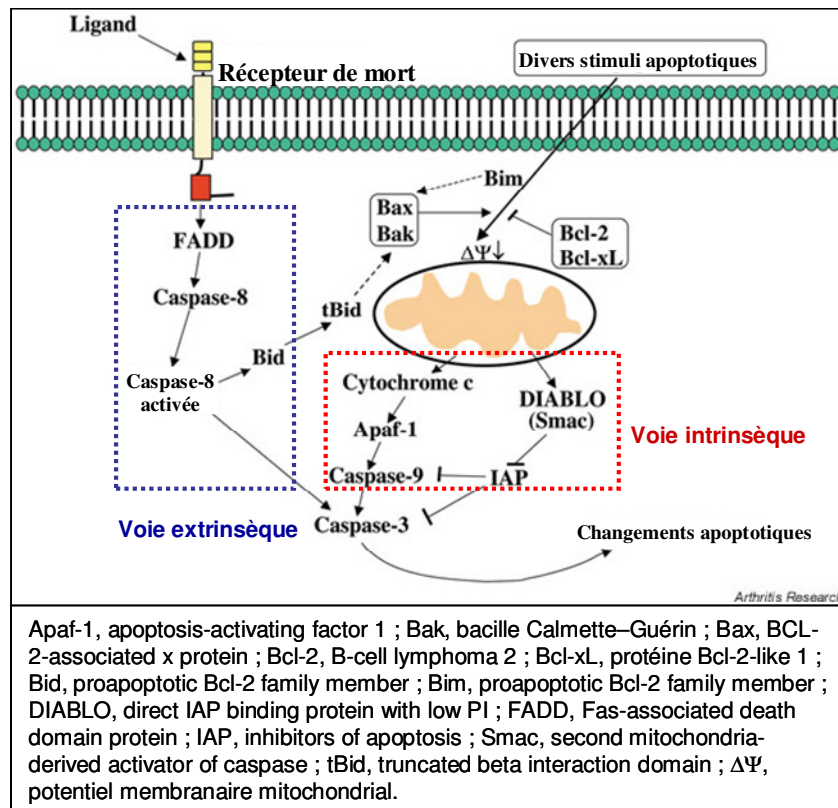 Ligand
Récepteur de mort
Divers stimuli apoptotiques
Bim
Bax
Bak
Bcl-2
Bcl-xL
ΔΨ↓
FADD
Caspase-8
tBid
Bid
Caspase-8
activée
Cytochrome c
DIABLO
(Smac)
Apaf-1
Voie intrinsèque
Caspase-9
IAP
Voie extrinsèque
Caspase-3
Changements apoptotiques
Arthritis Research
Apaf-1, apoptosis-activating factor 1 ; Bak, bacille Calmette–Guérin ; Bax, BCL-
2-associated x protein ; Bcl-2, B-cell lymphoma 2 ; Bcl-xL, protéine Bcl-2-like 1 ;
Bid, proapoptotic Bcl-2 family member ; Bim, proapoptotic Bcl-2 family member ;
DIABLO, direct IAP binding protein with low PI ; FADD, Fas-associated death
domain protein ; IAP, inhibitors of apoptosis ; Smac, second mitochondria-
derived activator of caspase ; tBid, truncated beta interaction domain ; ΔΨ,
potentiel membranaire mitochondrial.